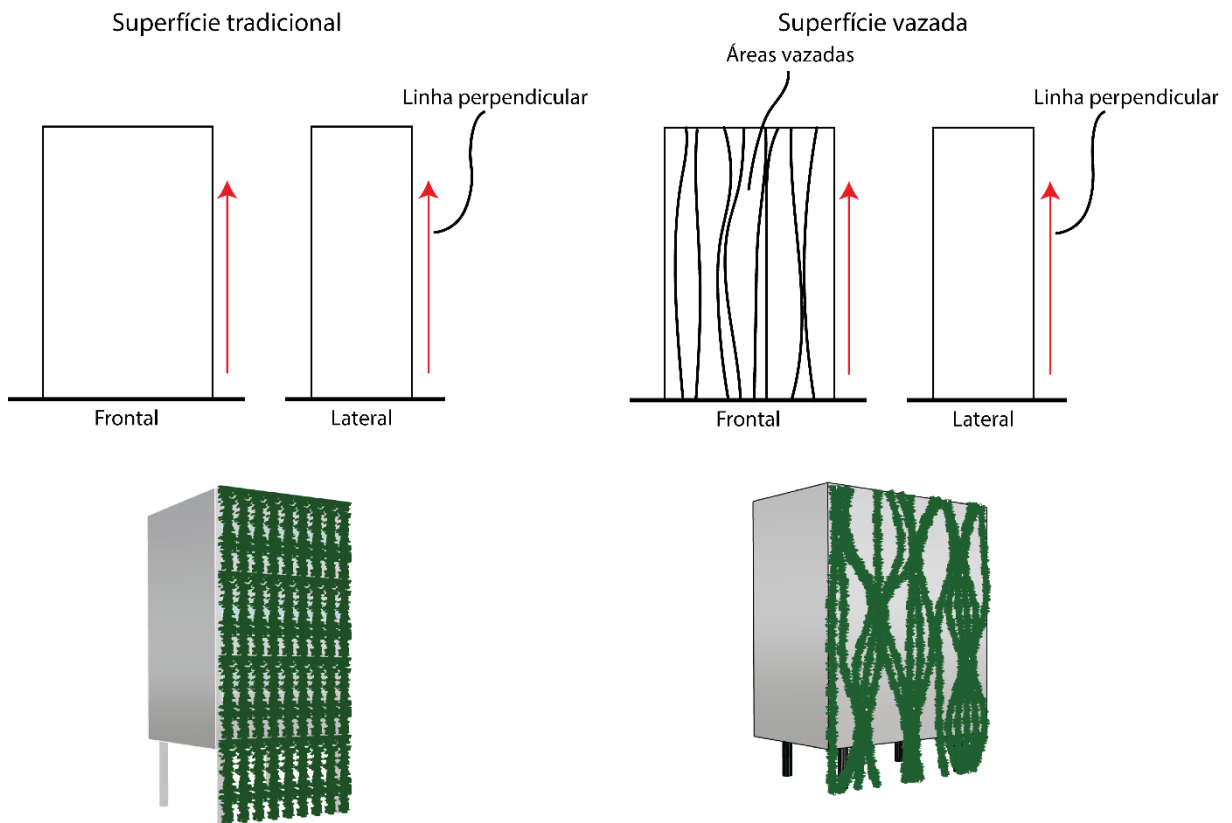 Superfície tradicional
Superfície vazada
Áreas vazadas
Linha perpendicular
Linha perpendicular
Frontal
Lateral
Frontal
Lateral